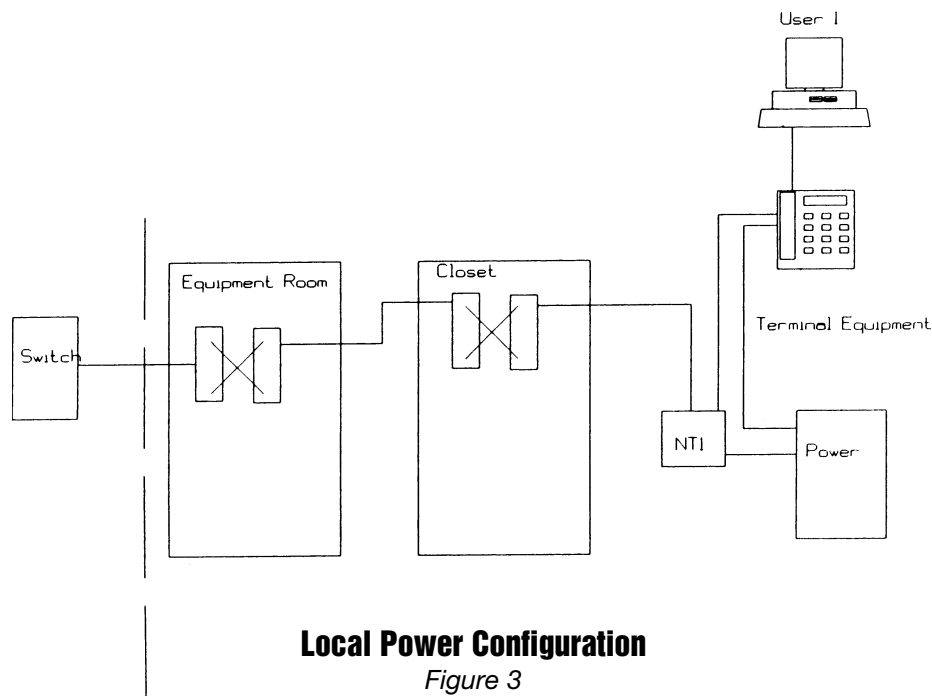 User 1
Equipment Room
Closet
Switch
Terminal Equipment
NT1
Power
Local Power Configuration
Figure 3